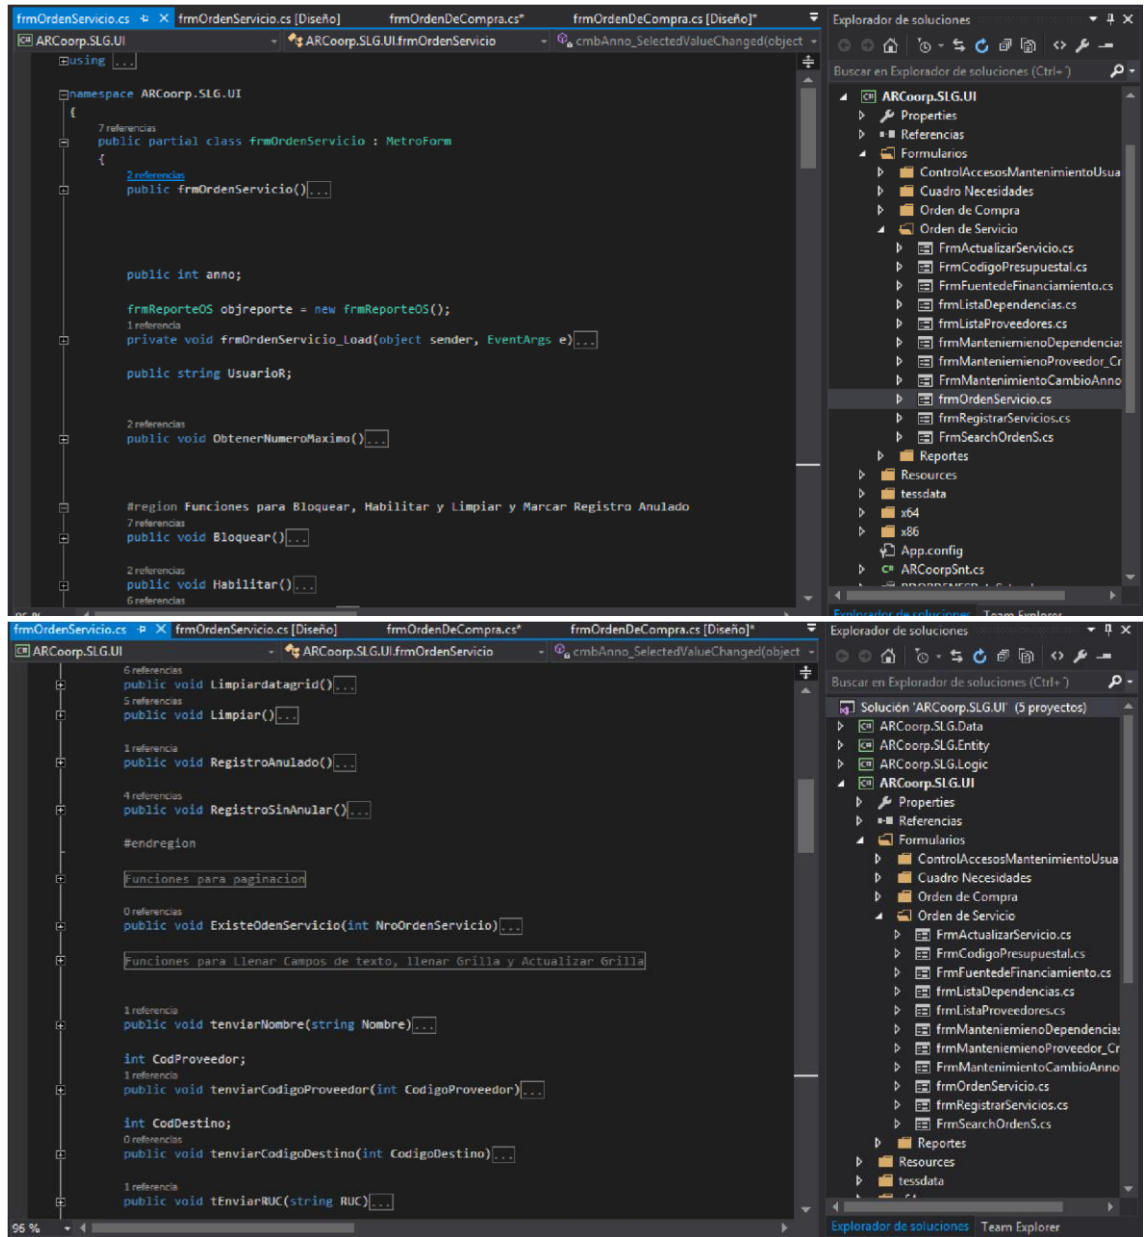 frmOrdenServicio.cs frmOrdenServicio.cs [Diseño] frmOrdenDeCompra.cs* frmOrdenDeCompra.cs [Diseño]*
ARCoorp.SLG.UI ARCoorp.SLG.UI.frmOrdenServicio cmbAnno_SelectedValueChanged(object
using ...
namespace ARCoorp.SLG.UI
{
7 referencias
public partial class frmOrdenServicio : MetroForm
{
2 referencias
public frmOrdenServicio()...
public int anno;
frmReporteOS objreporte = new frmReporteOS();
1 referencia
private void frmOrdenServicio_Load(object sender, EventArgs e)...
public string UsuarioR;
2 referencias
public void ObtenerNumeroMaximo()...
#region Funciones para Bloquear, Habilitar y Limpiar y Marcar Registro Anulado
7 referencias
public void Bloquear()...
2 referencias
public void Habilitar()...
6 referencias
Explorador de soluciones
Buscar en Explorador de soluciones (Ctrl+´)
ARCoorp.SLG.UI
Properties
Referencias
Formularios
ControlAccesosMantenimientoUsua
Cuadro Necesidades
Orden de Compra
Orden de Servicio
FrmActualizarServicio.cs
FrmCodigoPresupuestal.cs
FrmFuentedeFinanciamiento.cs
frmListaDependencias.cs
frmListaProveedores.cs
frmManteniemienoDependencias
frmManteniemienoProveedor_Cr
FrmMantenimientoCambioAnno
frmOrdenServicio.cs
frmRegistrarServicios.cs
FrmSearchOrdenS.cs
Reportes
Resources
tessdata
x64
x86
App.config
ARCoorpSnt.cs
Explorador de soluciones Team Explorer
frmOrdenServicio.cs frmOrdenServicio.cs [Diseño] frmOrdenDeCompra.cs* frmOrdenDeCompra.cs [Diseño]*
ARCoorp.SLG.UI ARCoorp.SLG.UI.frmOrdenServicio cmbAnno_SelectedValueChanged(object
6 referencias
public void Limpiardatagrid()...
5 referencias
public void Limpiar()...
1 referencia
public void RegistroAnulado()...
4 referencias
public void RegistroSinAnular()...
#endregion
Funciones para paginacion
0 referencias
public void ExisteOdenServicio(int NroOrdenServicio)...
Funciones para Llenar Campos de texto, llenar Grilla y Actualizar Grilla
1 referencia
public void tenviarNombre(string Nombre)...
int CodProveedor;
1 referencia
public void tenviarCodigoProveedor(int CodigoProveedor)...
int CodDestino;
0 referencias
public void tenviarCodigoDestino(int CodigoDestino)...
1 referencia
public void tEnviarRUC(string RUC)...
95 %
Explorador de soluciones
Buscar en Explorador de soluciones (Ctrl+´)
Solución 'ARCoorp.SLG.UI' (5 proyectos)
ARCoorp.SLG.Data
ARCoorp.SLG.Entity
ARCoorp.SLG.Logic
ARCoorp.SLG.UI
Properties
Referencias
Formularios
ControlAccesosMantenimientoUsua
Cuadro Necesidades
Orden de Compra
Orden de Servicio
FrmActualizarServicio.cs
FrmCodigoPresupuestal.cs
FrmFuentedeFinanciamiento.cs
frmListaDependencias.cs
frmListaProveedores.cs
frmManteniemienoDependencias
frmManteniemienoProveedor_Cr
FrmMantenimientoCambioAnno
frmOrdenServicio.cs
frmRegistrarServicios.cs
FrmSearchOrdenS.cs
Reportes
Resources
tessdata
Explorador de soluciones Team Explorer